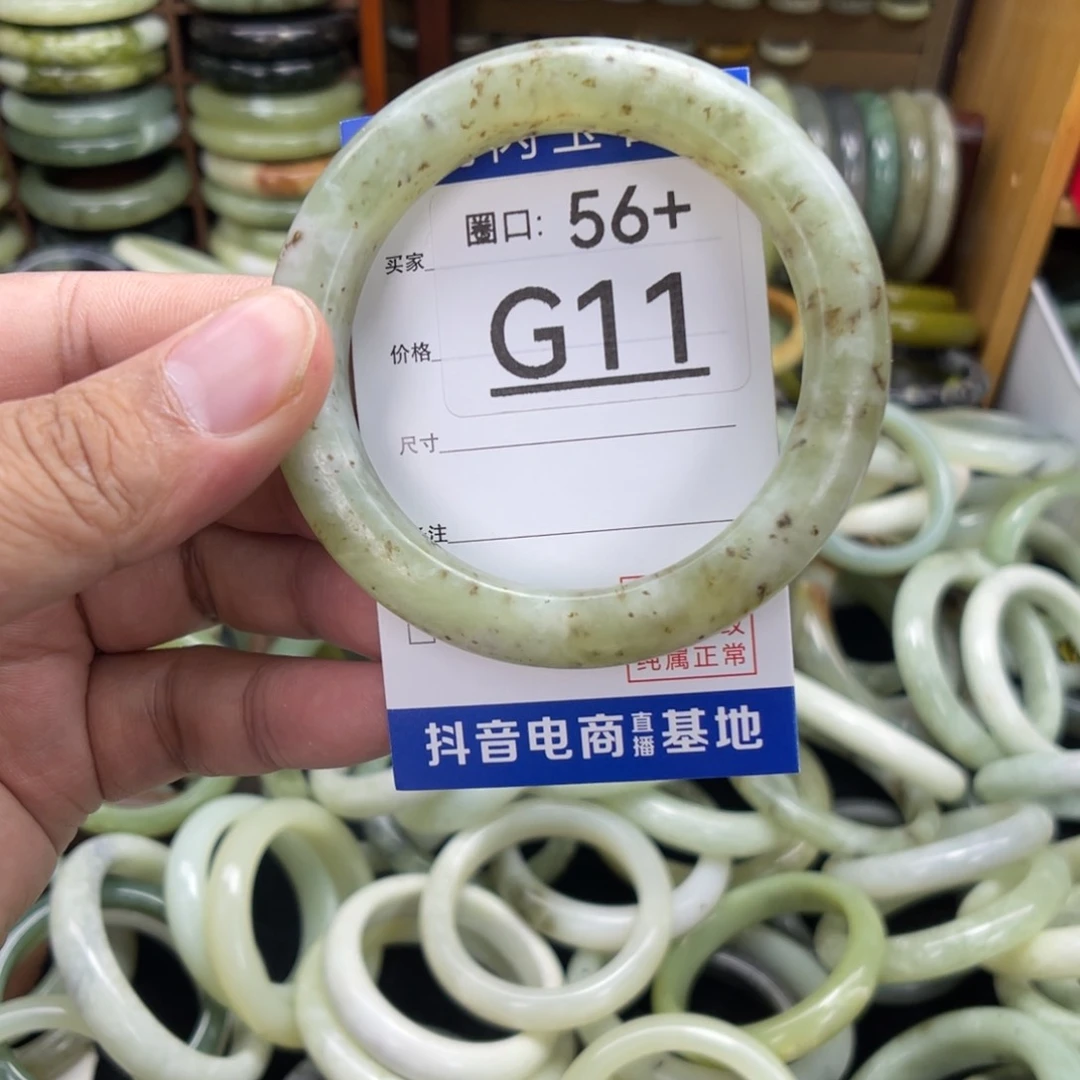 圈口: 56+
买家
G11
价格
尺寸
注
纯属正常
抖音电商直播基地